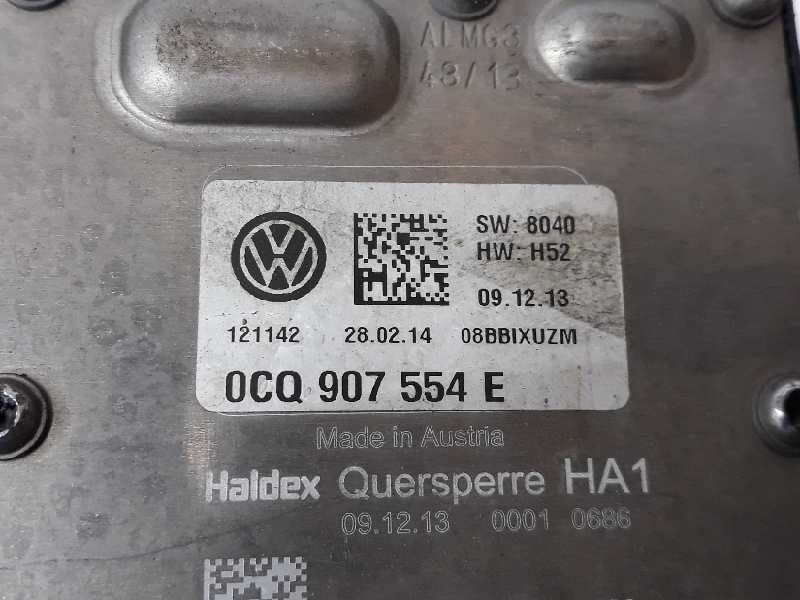 ALMG3
48/13
SW: 8040
HW: H52
09.12.13
121142 28.02.14 08BBIXUZM
0CQ 907 554 E
Made in Austria
Haldex Quersperre HA1
09.12.13 0001 0686